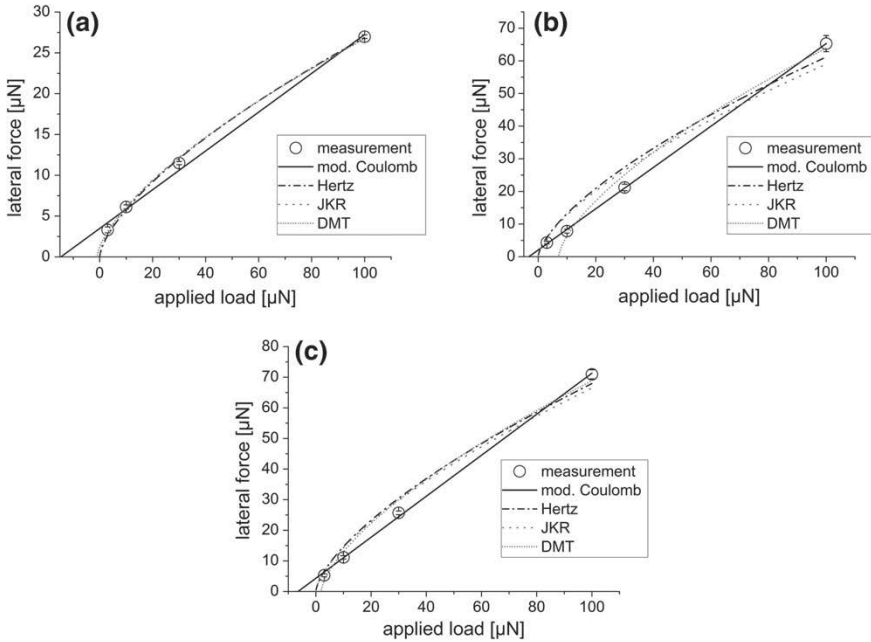 (a)
lateral force [µN]
30
25
20
15
10
5
0
measurement
mod. Coulomb
Hertz
JKR
DMT
0 20 40 60 80 100
applied load [µN]
(b)
lateral force [µN]
70
60
50
40
30
20
10
0
measurement
mod. Coulomb
Hertz
JKR
DMT
0 20 40 60 80 100
applied load [µN]
(c)
lateral force [µN]
80
70
60
50
40
30
20
10
0
measurement
mod. Coulomb
Hertz
JKR
DMT
0 20 40 60 80 100
applied load [µN]